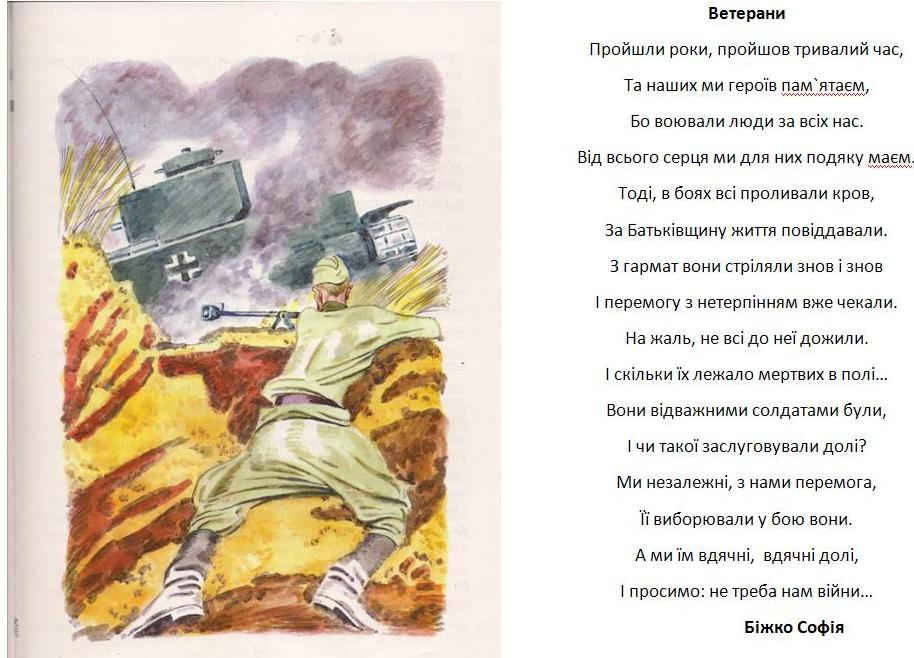 Ветерани
Пройшли роки, пройшов тривалий час,
Та наших ми героїв пам`ятаєм,
Бо воювали люди за всіх нас.
Від всього серця ми для них подяку маєм.
Тоді, в боях всі проливали кров,
За Батьківщину життя повіддавали.
З гармат вони стріляли знов і знов
І перемогу з нетерпінням вже чекали.
На жаль, не всі до неї дожили.
І скільки їх лежало мертвих в полі…
Вони відважними солдатами були,
І чи такої заслуговували долі?
Ми незалежні, з нами перемога,
Її виборювали у бою вони.
А ми їм вдячні,  вдячні долі,
І просимо: не треба нам війни…
Біжко Софія